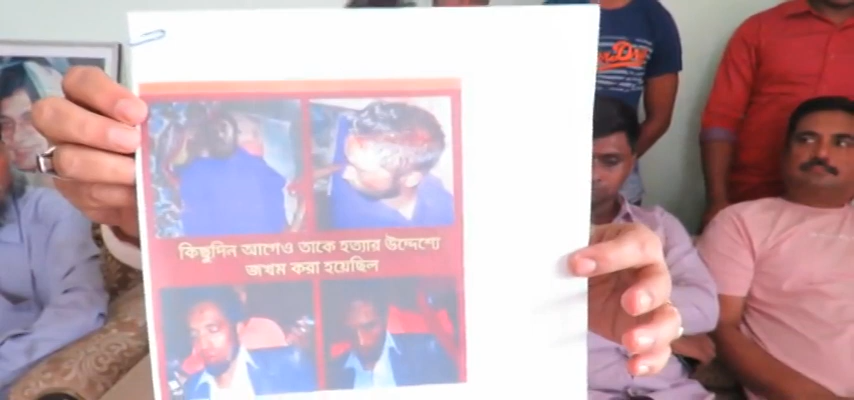 কিছুদিন আগেও তাকে হত্যার উদ্দেশ্যে
জখম করা হয়েছিল